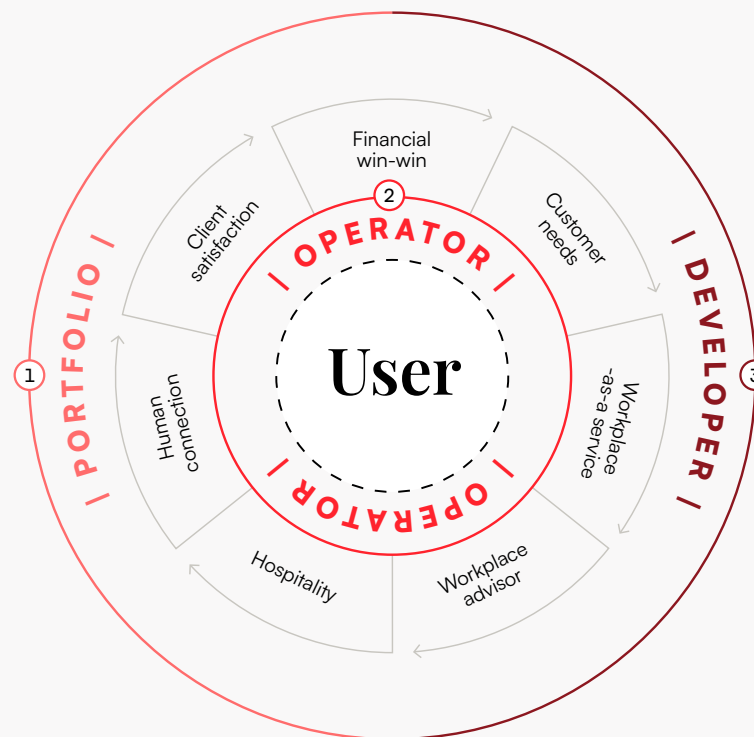 Financial
win-win
2
| OPERATOR |
Client
satisfaction
Customer
needs
| PORTFOLIO |
1
User
| DEVELOPER |
3
Human
connection
Workplace
-as-a service
| OPERATOR |
Hospitality
Workplace
advisor